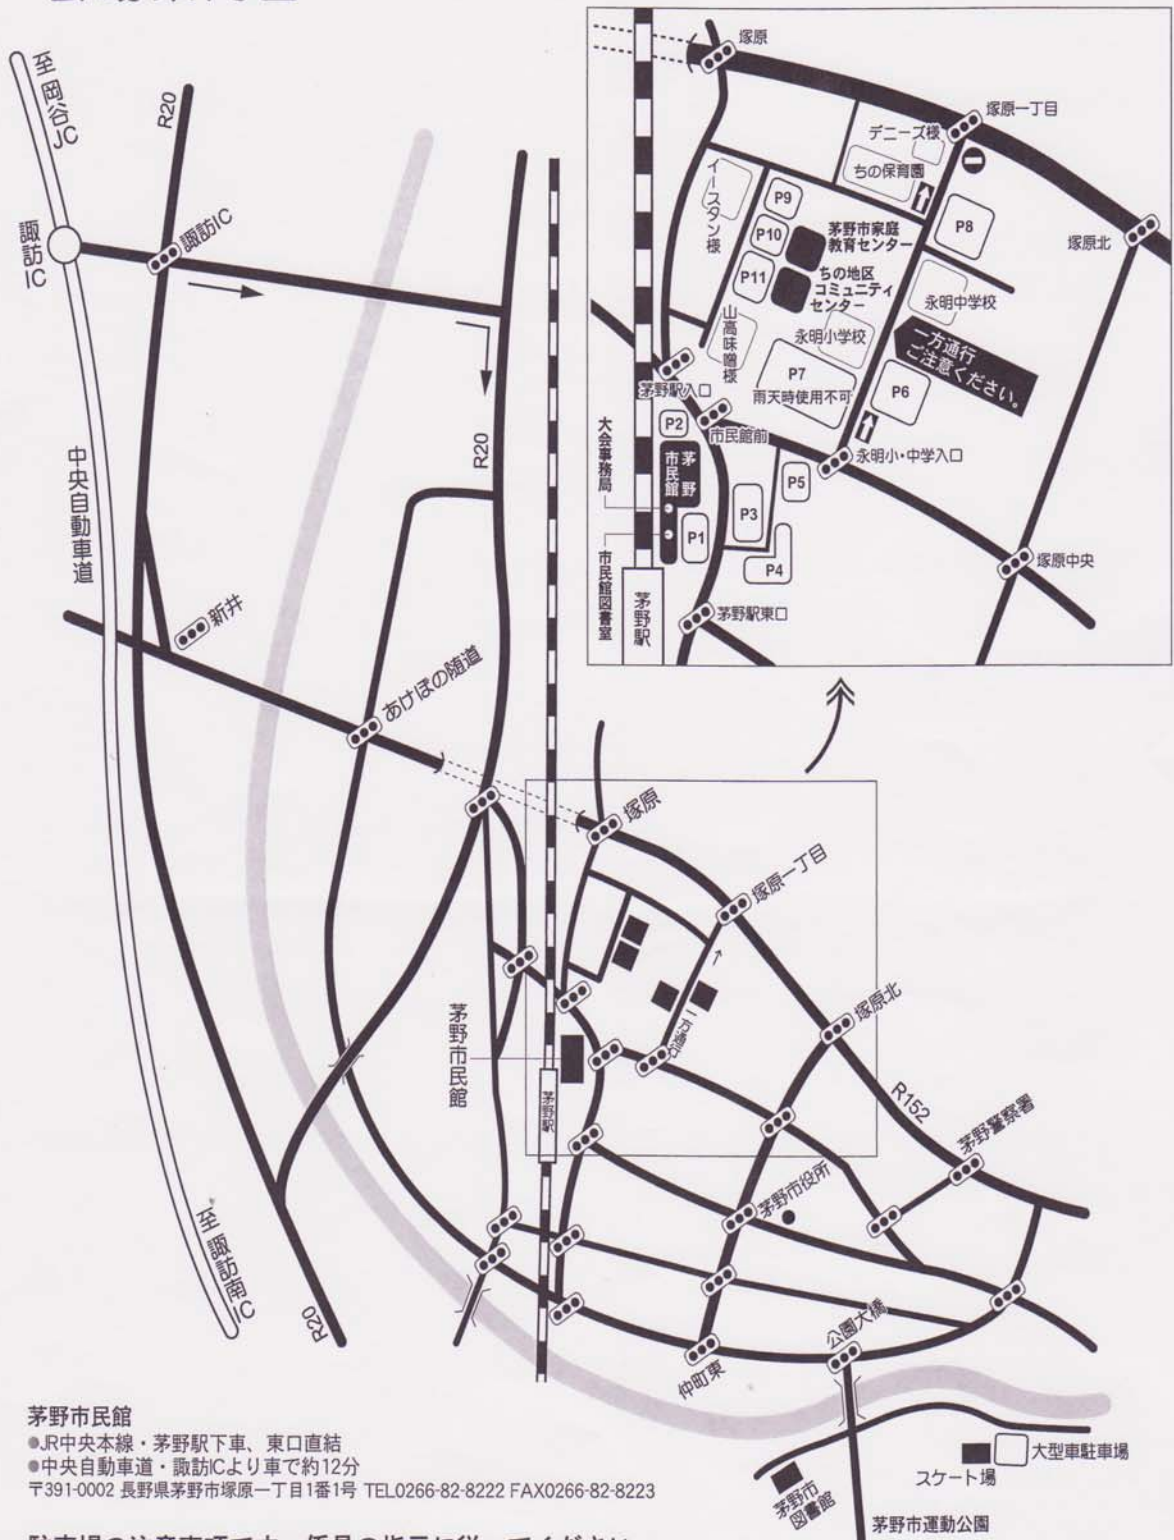 至 岡谷JC
R20
諏訪IC
諏訪IC
R20
中央自動車道
新井
あけぼの隧道
至 諏訪南IC
R20
塚原
塚原一丁目
デニーズ様
ちの保育園
イースタン様
P9
P10
P11
茅野市家庭
教育センター
ちの地区
コミュニティ
センター
P8
塚原北
永明中学校
山高味噌様
永明小学校
一方通行
ご注意ください。
P7
雨天時使用不可
P6
茅野駅入口
P2
市民館前
永明小・中学入口
大会事務局
茅野
市民館
P5
P3
P1
P4
塚原中央
市民館図書室
茅野駅
茅野駅東口
塚原
塚原一丁目
塚原北
一方通行
茅野市民館
茅野駅
R152
茅野警察署
茅野市役所
公園大橋
仲町東
大型車駐車場
スケート場
茅野市
図書館
茅野市運動公園
茅野市民館
●JR中央本線・茅野駅下車、東口直結
●中央自動車道・諏訪ICより車で約12分
〒391-0002 長野県茅野市塚原一丁目1番1号 TEL0266-82-8222 FAX0266-82-8223